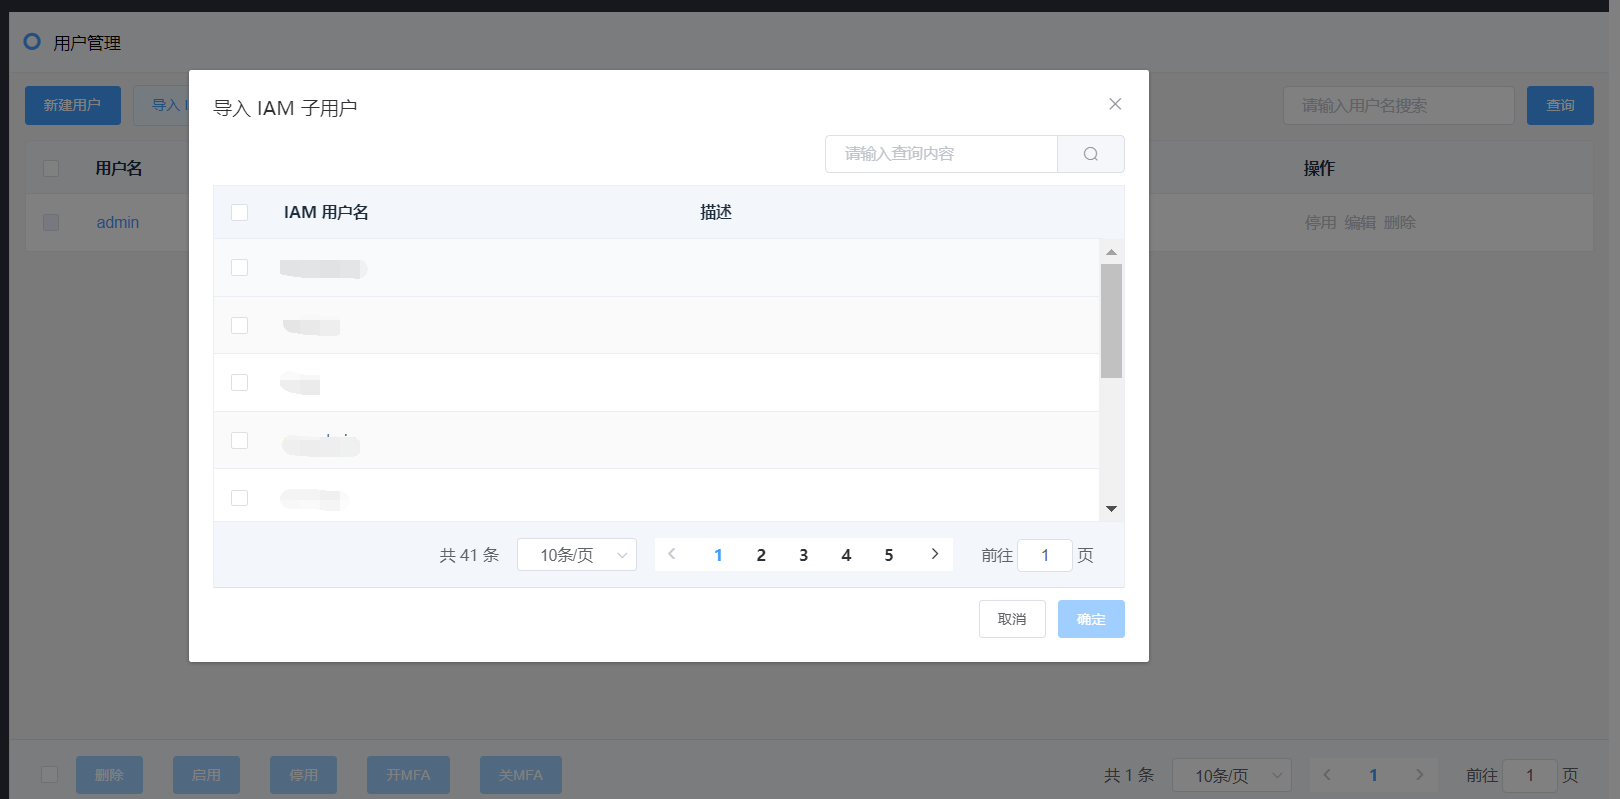 用户管理
新建用户 导入 I 请输入用户名搜索 查询
导入 IAM 子用户
请输入查询内容
用户名 操作
admin 停用 编辑 删除
IAM 用户名 描述
共 41 条 10条/页 1 2 3 4 5 前往 1 页
取消 确定
删除 启用 停用 开MFA 关MFA 共 1 条 10条/页 1 前往 1 页